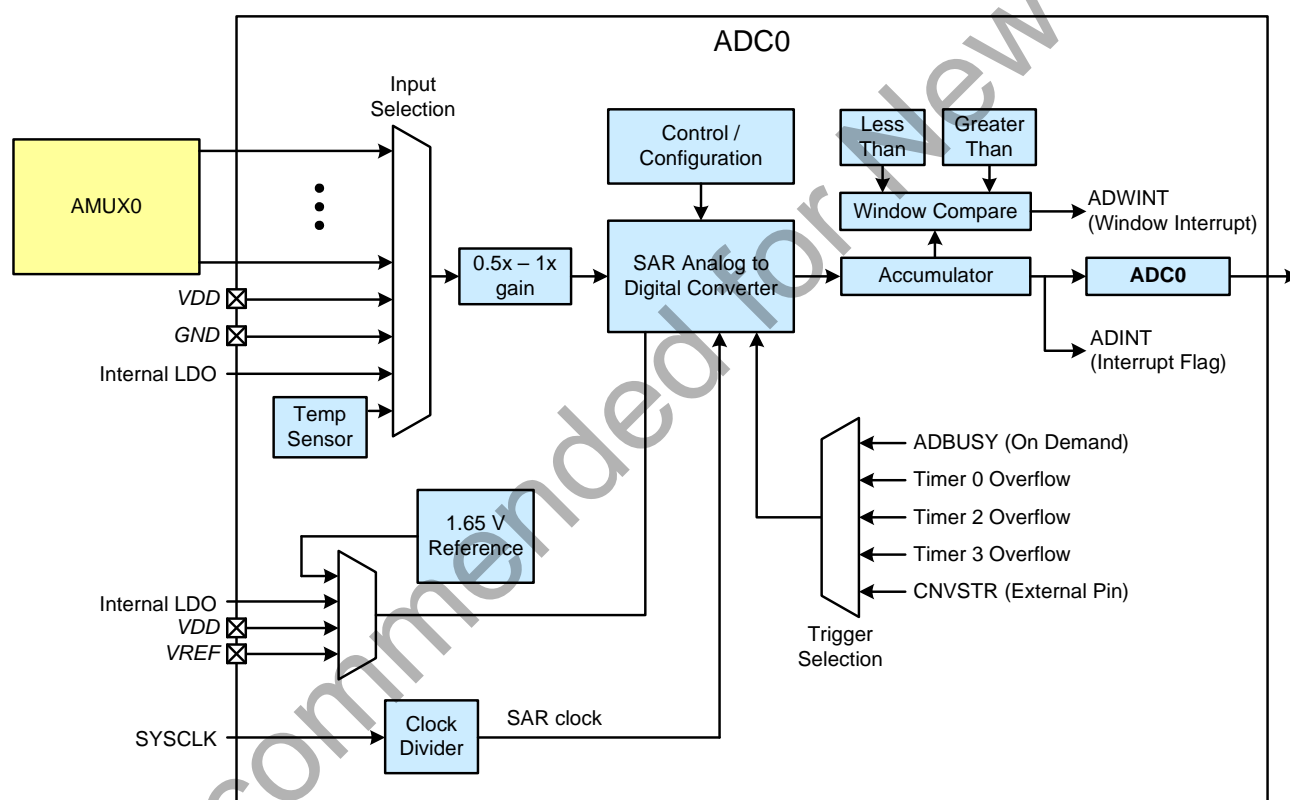 ADC0
Input
Selection
Control /
Configuration
Less
Than
Greater
Than
AMUX0
Window Compare
ADWINT
(Window Interrupt)
0.5x – 1x
gain
SAR Analog to
Digital Converter
Accumulator
ADC0
VDD
GND
ADINT
(Interrupt Flag)
Internal LDO
Temp
Sensor
ADBUSY (On Demand)
Timer 0 Overflow
Timer 2 Overflow
Timer 3 Overflow
CNVSTR (External Pin)
Trigger
Selection
1.65 V
Reference
Internal LDO
VDD
VREF
SYSCLK
Clock
Divider
SAR clock
commended for New